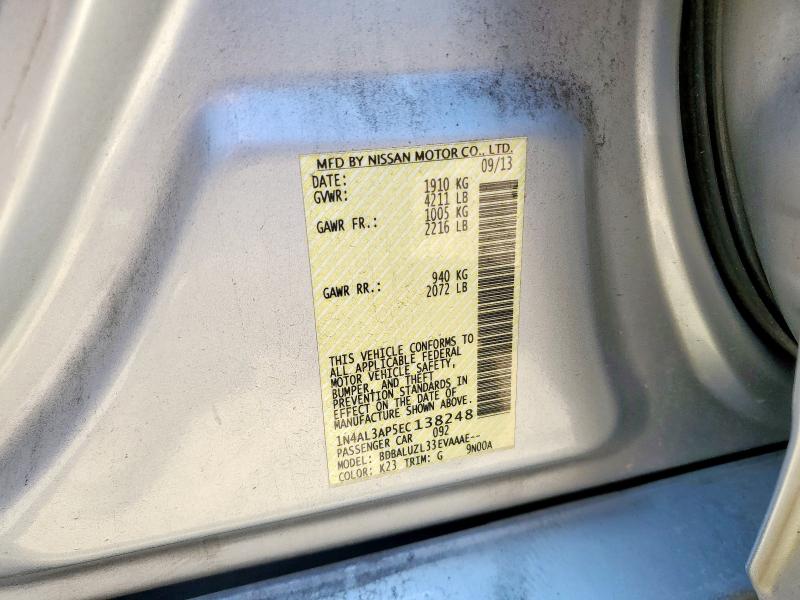 MFD BY NISSAN MOTOR CO., LTD.
DATE: 09/13
GVWR: 1910 KG
4211 LB
GAWR FR.: 1005 KG
2216 LB
GAWR RR.: 940 KG
2072 LB
THIS VEHICLE CONFORMS TO
ALL APPLICABLE FEDERAL
MOTOR VEHICLE SAFETY,
BUMPER, AND THEFT
PREVENTION STANDARDS IN
EFFECT ON THE DATE OF
MANUFACTURE SHOWN ABOVE
1N4AL3AP5EC138248
PASSENGER CAR 092
MODEL: BDBALUZL33EVAAAE--
COLOR: K23 TRIM: G 9N00A